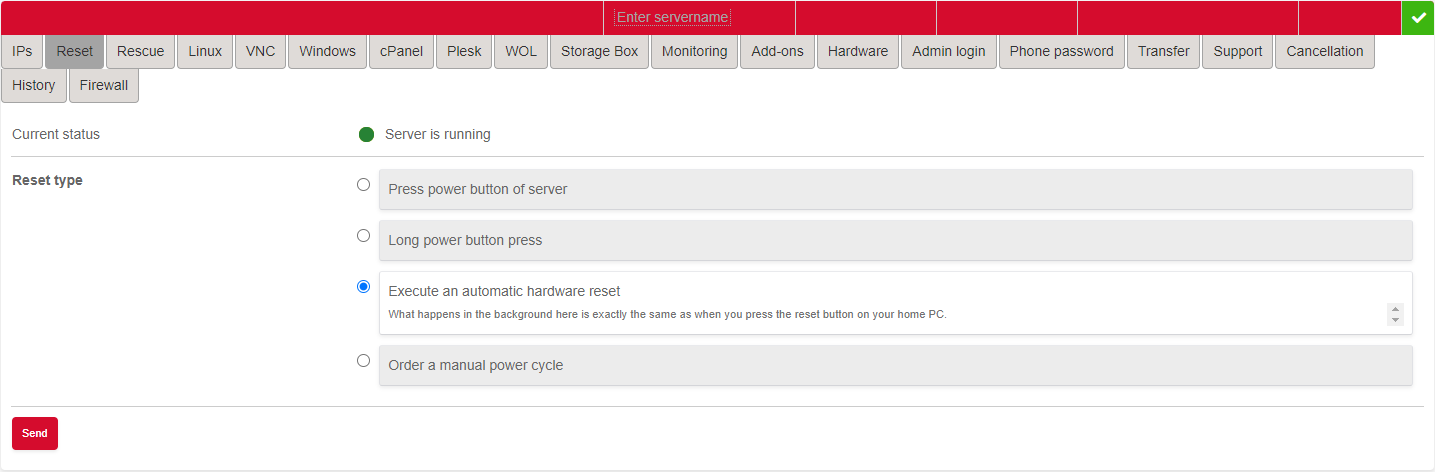 Enter servername
IPs Reset Rescue Linux VNC Windows cPanel Plesk WOL Storage Box Monitoring Add-ons Hardware Admin login Phone password Transfer Support Cancellation
History Firewall
Current status Server is running
Reset type
Press power button of server
Long power button press
Execute an automatic hardware reset
What happens in the background here is exactly the same as when you press the reset button on your home PC.
Order a manual power cycle
Send